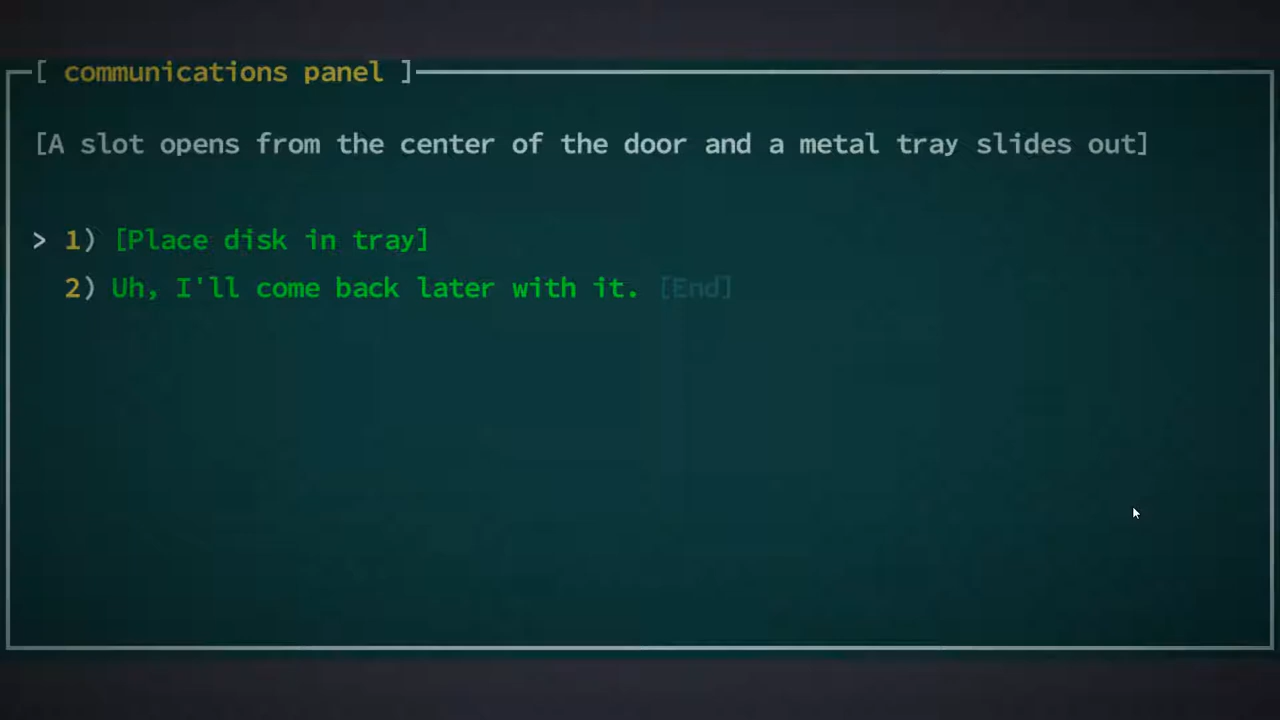 [ communications panel ]
[A slot opens from the center of the door and a metal tray slides out]
> 1) [Place disk in tray]
2) Uh, I'll come back later with it. [End]